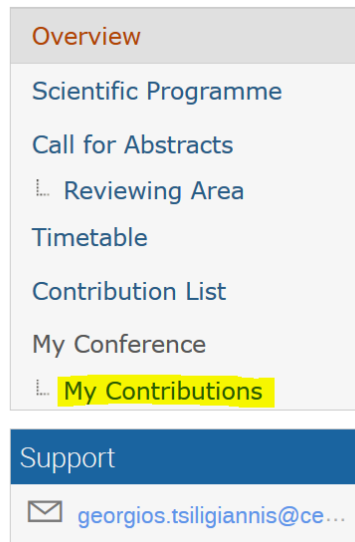 Overview
Scientific Programme
Call for Abstracts
Reviewing Area
Timetable
Contribution List
My Conference
My Contributions
Support
georgios.tsiligiannis@ce...